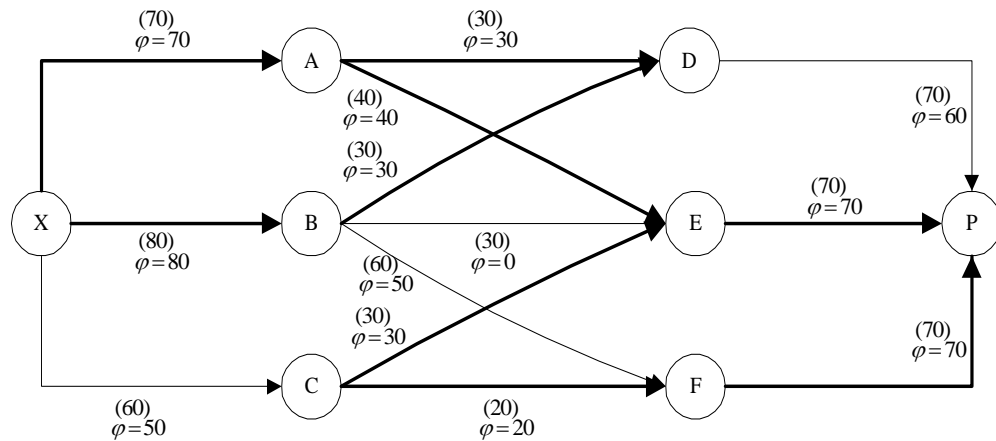 (70)
φ=70
A
(30)
φ=30
D
(40)
φ=40
(70)
φ=60
(30)
φ=30
X
B
E
(70)
φ=70
P
(80)
φ=80
(30)
φ=0
(60)
φ=50
(30)
φ=30
(70)
φ=70
C
F
(60)
φ=50
(20)
φ=20